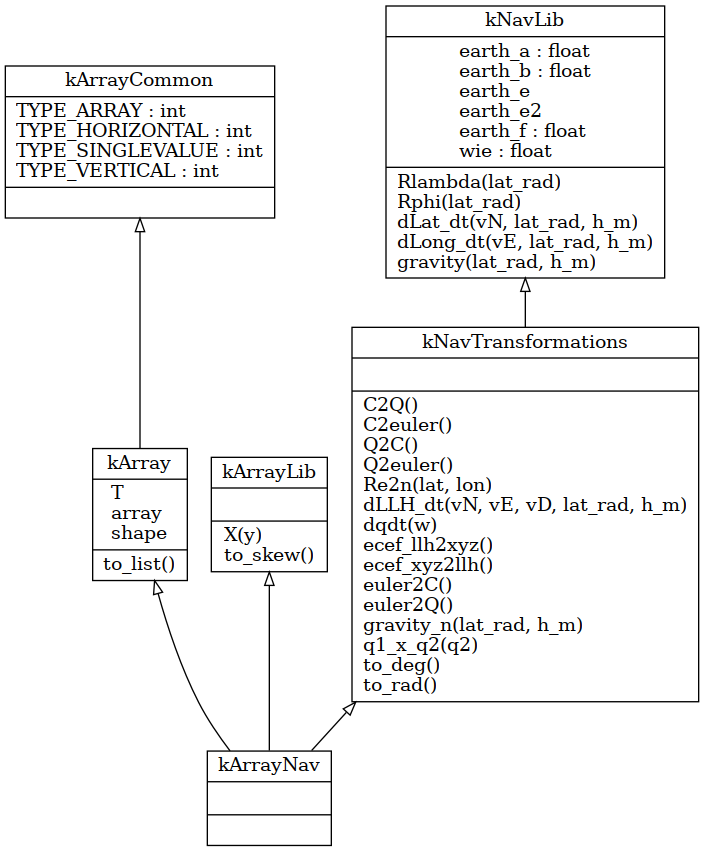 kNavLib
earth_a : float
earth_b : float
earth_e
earth_e2
earth_f : float
wie : float
Rlambda(lat_rad)
Rphi(lat_rad)
dLat_dt(vN, lat_rad, h_m)
dLong_dt(vE, lat_rad, h_m)
gravity(lat_rad, h_m)
kArrayCommon
TYPE_ARRAY : int
TYPE_HORIZONTAL : int
TYPE_SINGLEVALUE : int
TYPE_VERTICAL : int
kNavTransformations
C2Q()
C2euler()
Q2C()
Q2euler()
Re2n(lat, lon)
dLLH_dt(vN, vE, vD, lat_rad, h_m)
dqdt(w)
ecef_llh2xyz()
ecef_xyz2llh()
euler2C()
euler2Q()
gravity_n(lat_rad, h_m)
q1_x_q2(q2)
to_deg()
to_rad()
kArray
T
array
shape
to_list()
kArrayLib
X(y)
to_skew()
kArrayNav